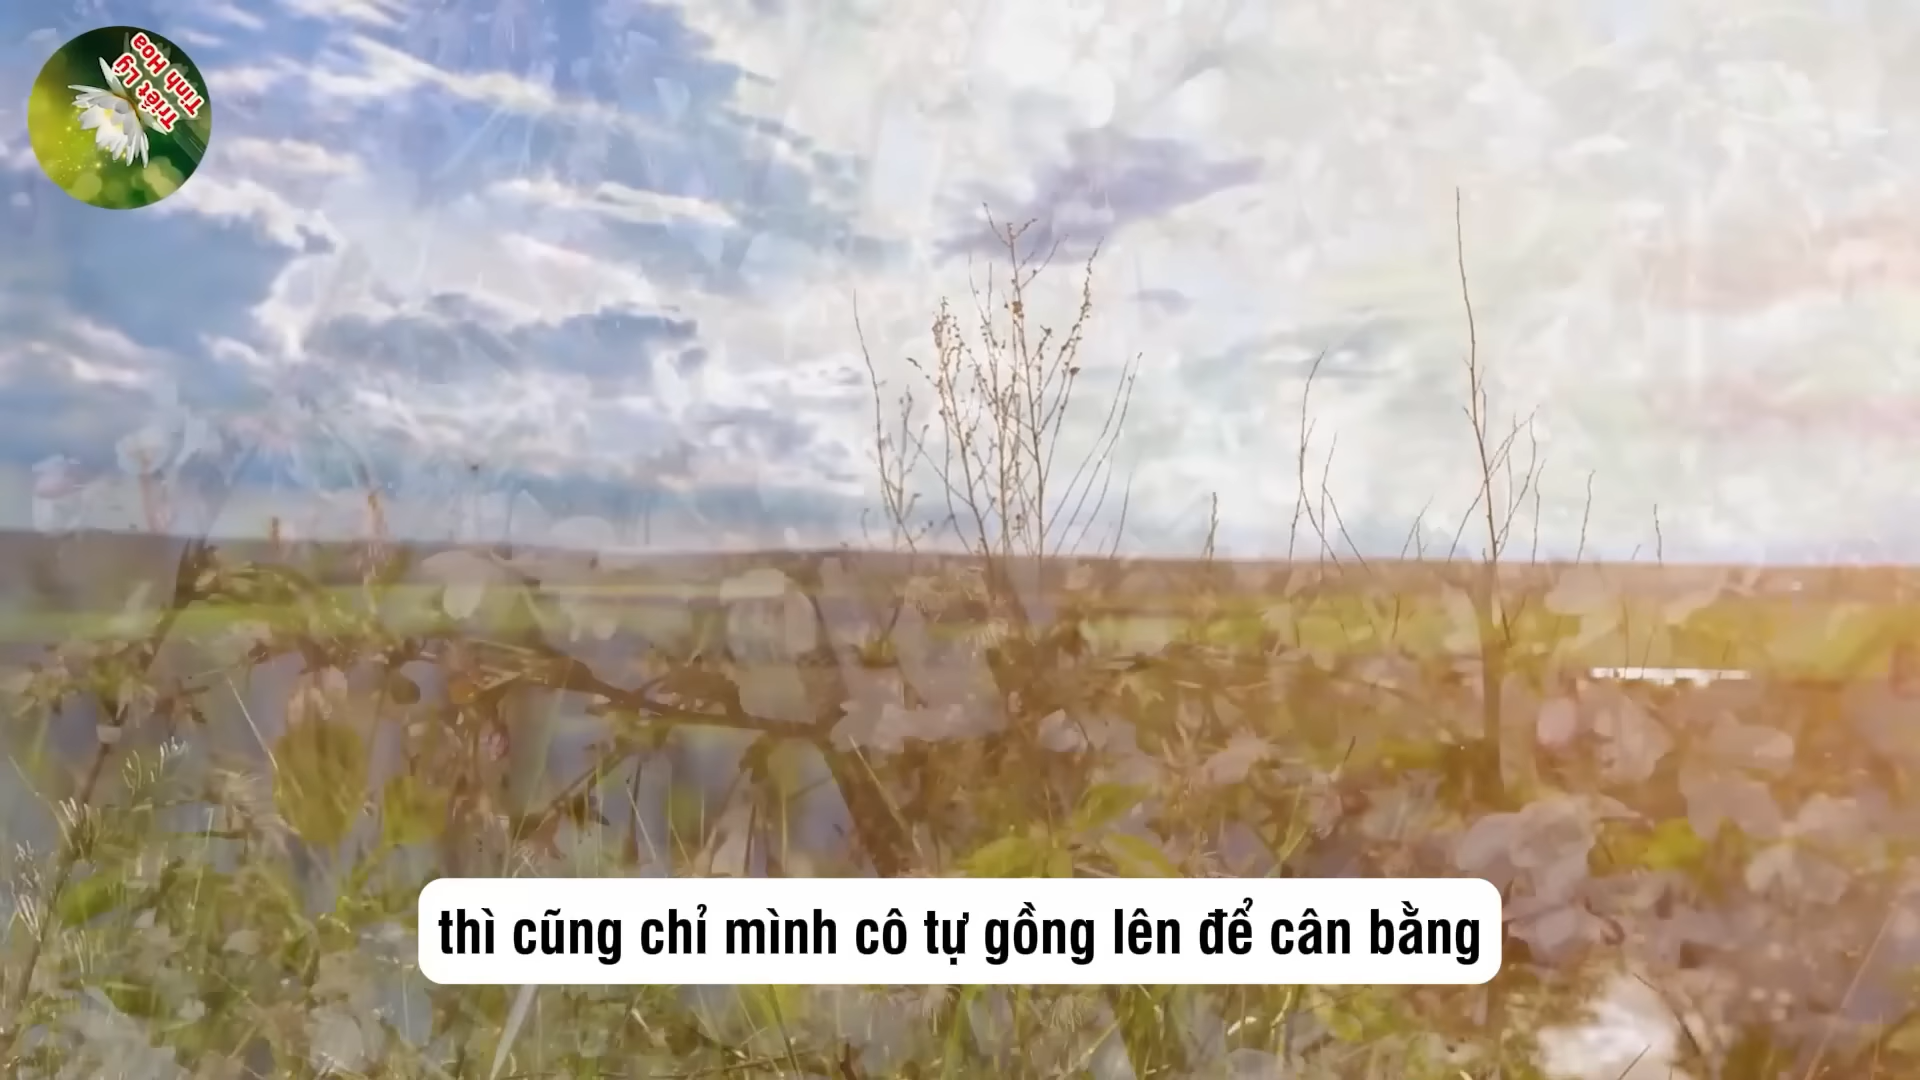 Triết Lý
Tinh Hoa
thì cũng chỉ mình cô tự gồng lên để cân bằng